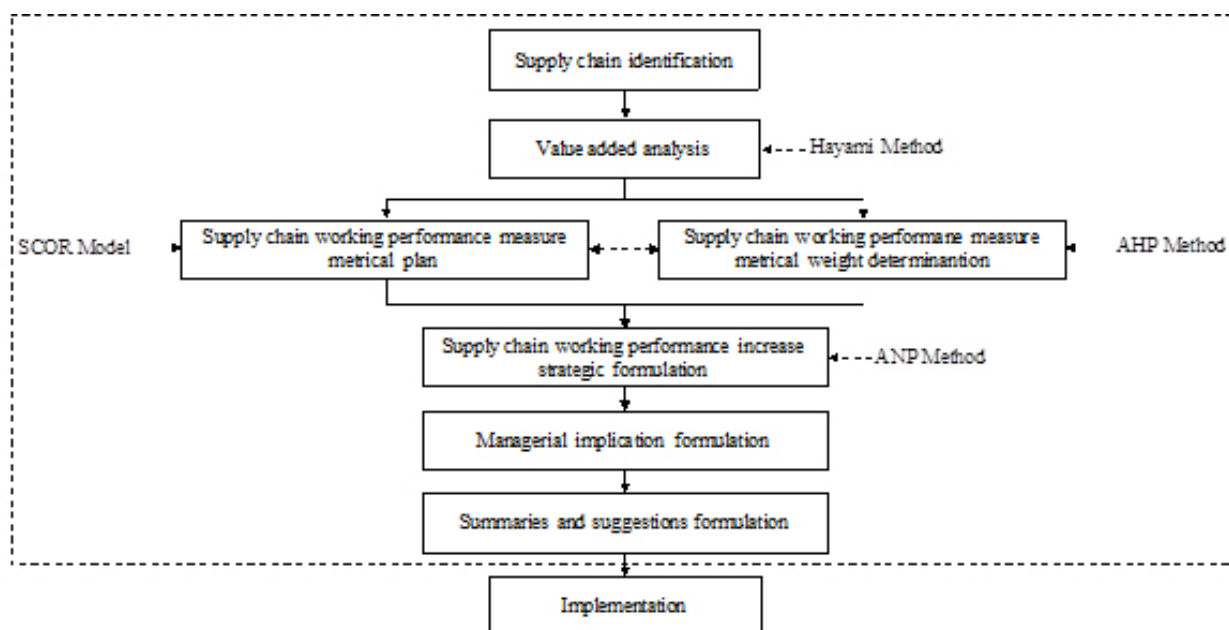 Supply chain identification
Value added analysis
Hayami Method
SCOR Model
Supply chain working performance measure
metrical plan
Supply chain working performane measure
metrical weight determinantion
AHP Method
Supply chain working performance increase
strategic formulation
ANP Method
Managerial implication formulation
Summaries and suggestions formulation
Implementation